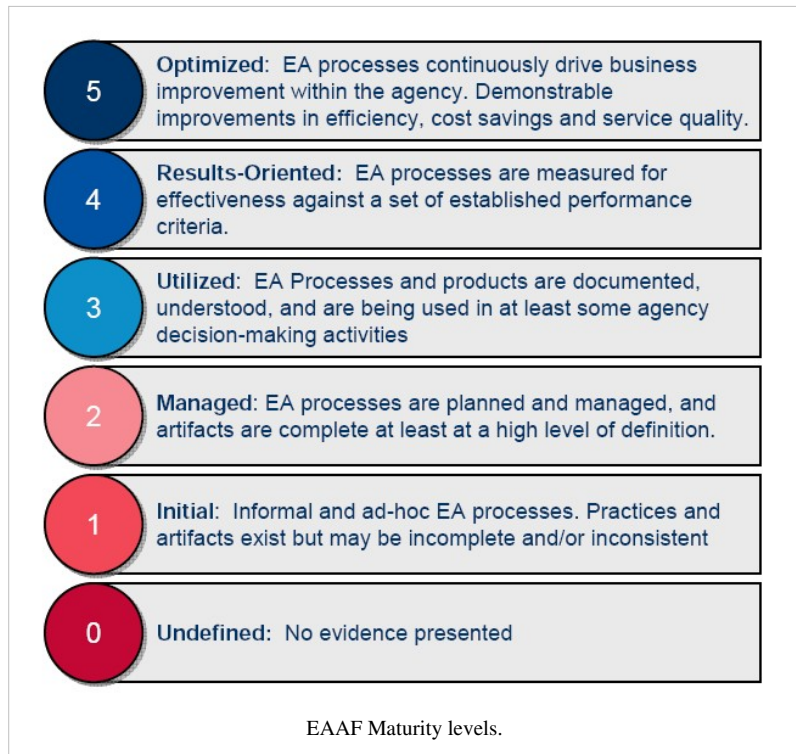 5
Optimized: EA processes continuously drive business
improvement within the agency. Demonstrable
improvements in efficiency, cost savings and service quality.
4
Results-Oriented: EA processes are measured for
effectiveness against a set of established performance
criteria.
3
Utilized: EA Processes and products are documented,
understood, and are being used in at least some agency
decision-making activities
2
Managed: EA processes are planned and managed, and
artifacts are complete at least at a high level of definition.
1
Initial: Informal and ad-hoc EA processes. Practices and
artifacts exist but may be incomplete and/or inconsistent
0
Undefined: No evidence presented
EAAF Maturity levels.